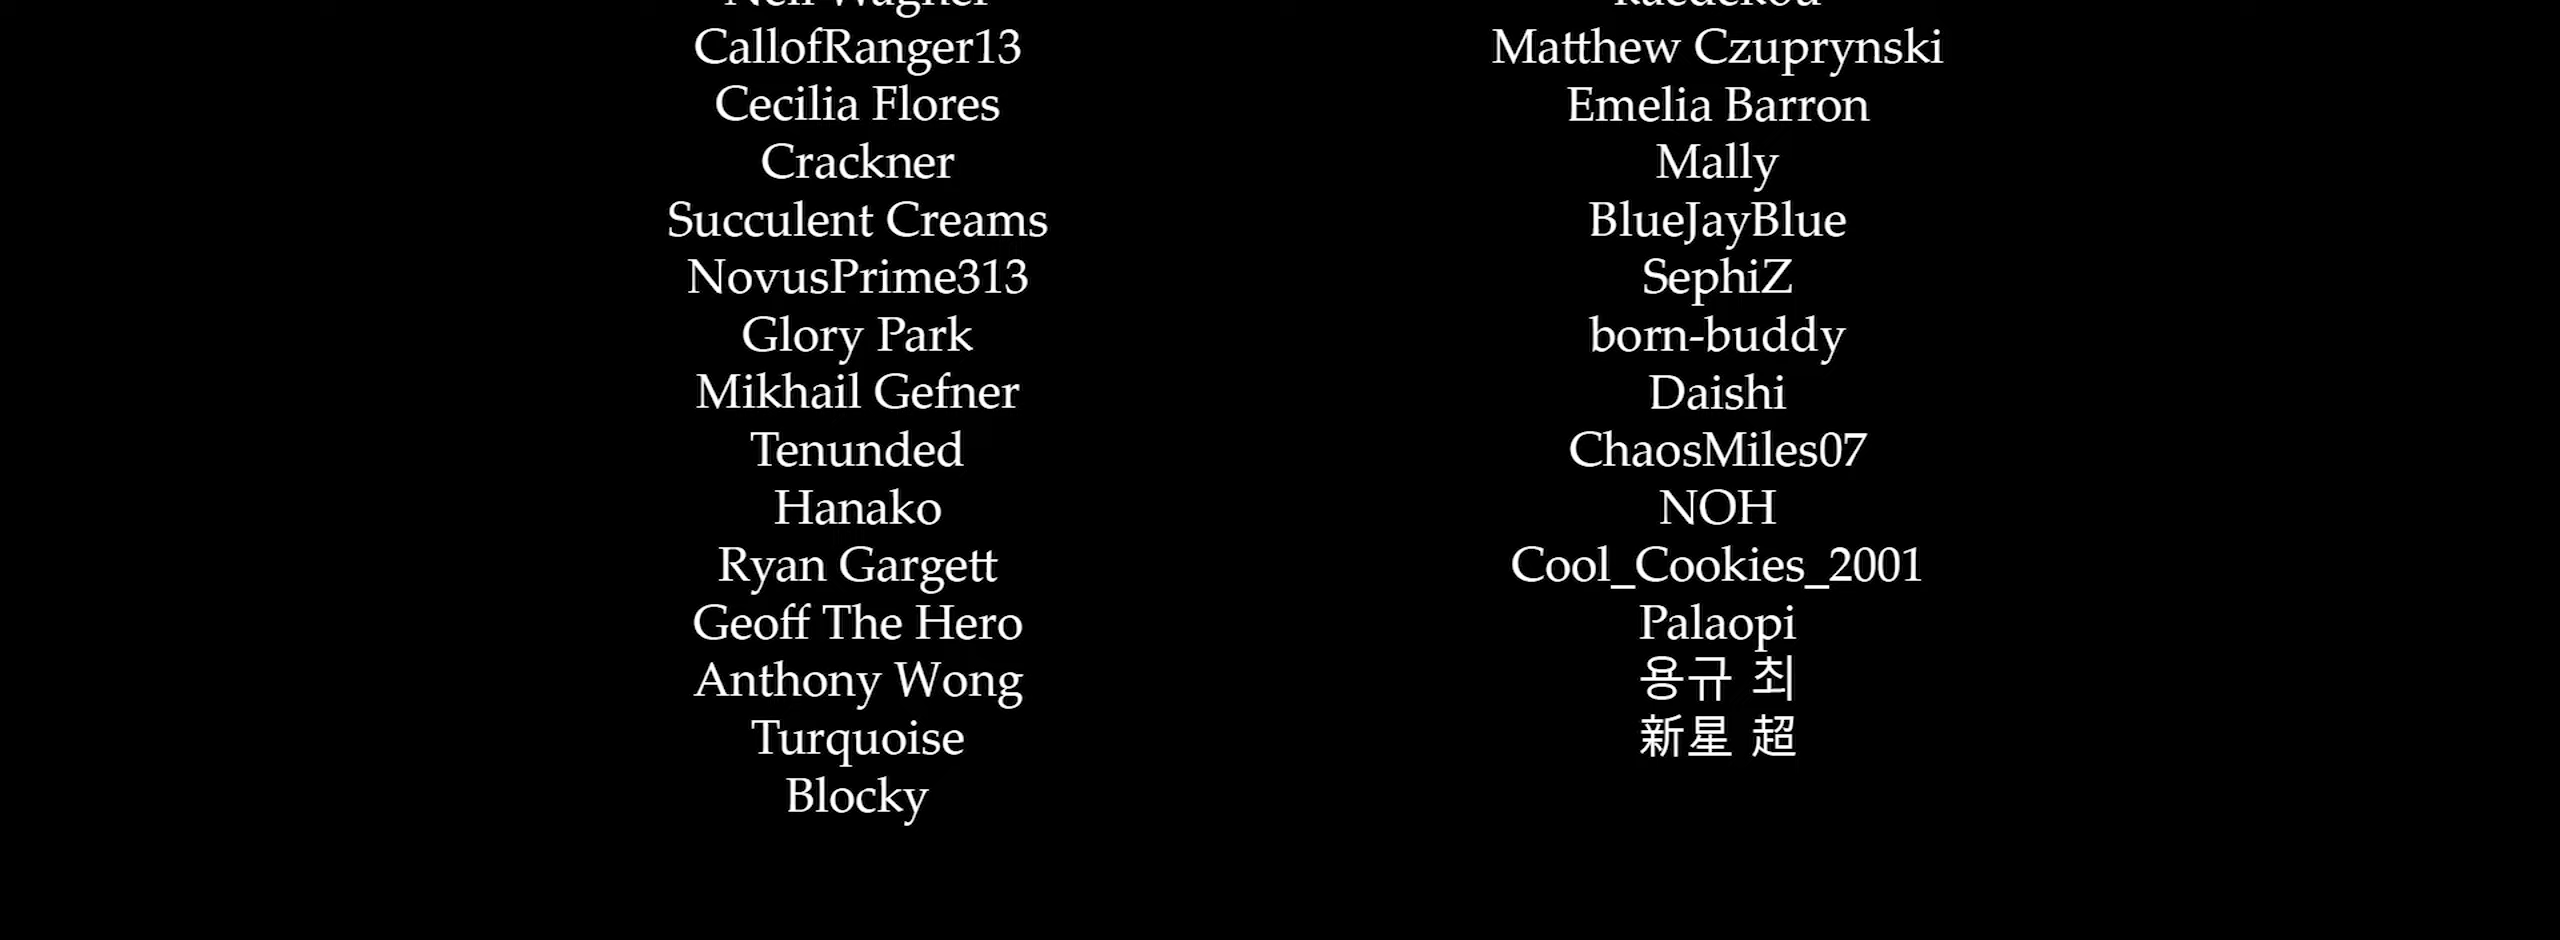 CallofRanger13
Cecilia Flores
Crackner
Succulent Creams
NovusPrime313
Glory Park
Mikhail Gefner
Tenunded
Hanako
Ryan Gargett
Geoff The Hero
Anthony Wong
Turquoise
Blocky
Matthew Czuprynski
Emelia Barron
Mally
BlueJayBlue
SephiZ
born-buddy
Daishi
ChaosMiles07
NOH
Cool_Cookies_2001
Palaopi
용규 최
新星 超